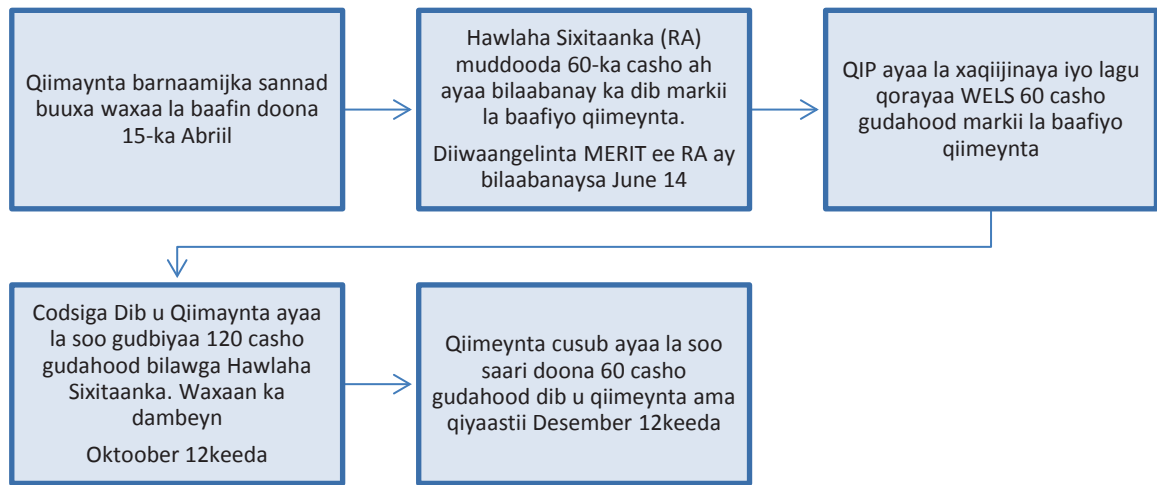 Qiimaynta barnaamijka sannad
buuxa waxaa la baafin doona
15-ka Abriil
Hawlaha Sixitaanka (RA)
muddooda 60-ka casho ah
ayaa bilaabanay ka dib markii
la baafiyo qiimeynta.
Diiwaangelinta MERIT ee RA ay
bilaabanaysa June 14
QIP ayaa la xaqiijinaya iyo lagu
qorayaa WELS 60 casho
gudahood markii la baafiyo
qiimeynta
Codsiga Dib u Qiimaynta ayaa
la soo gudbiyaa 120 casho
gudahood bilawga Hawlaha
Sixitaanka. Waxaan ka
dambeyn
Oktoober 12keeda
Qiimeynta cusub ayaa la soo
saari doona 60 casho
gudahood dib u qiimeynta ama
qiyaastii Desember 12keeda